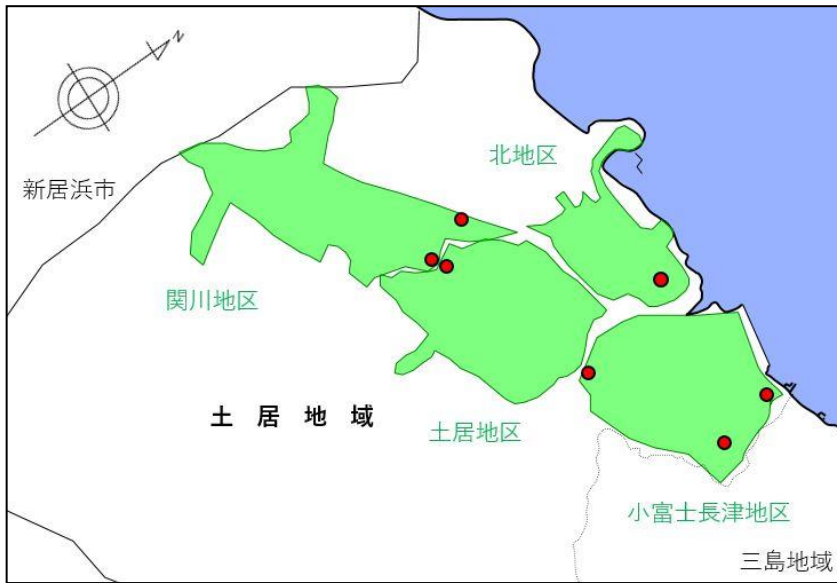 N
北地区
新居浜市
関川地区
土居地域
土居地区
小富士長津地区
三島地域